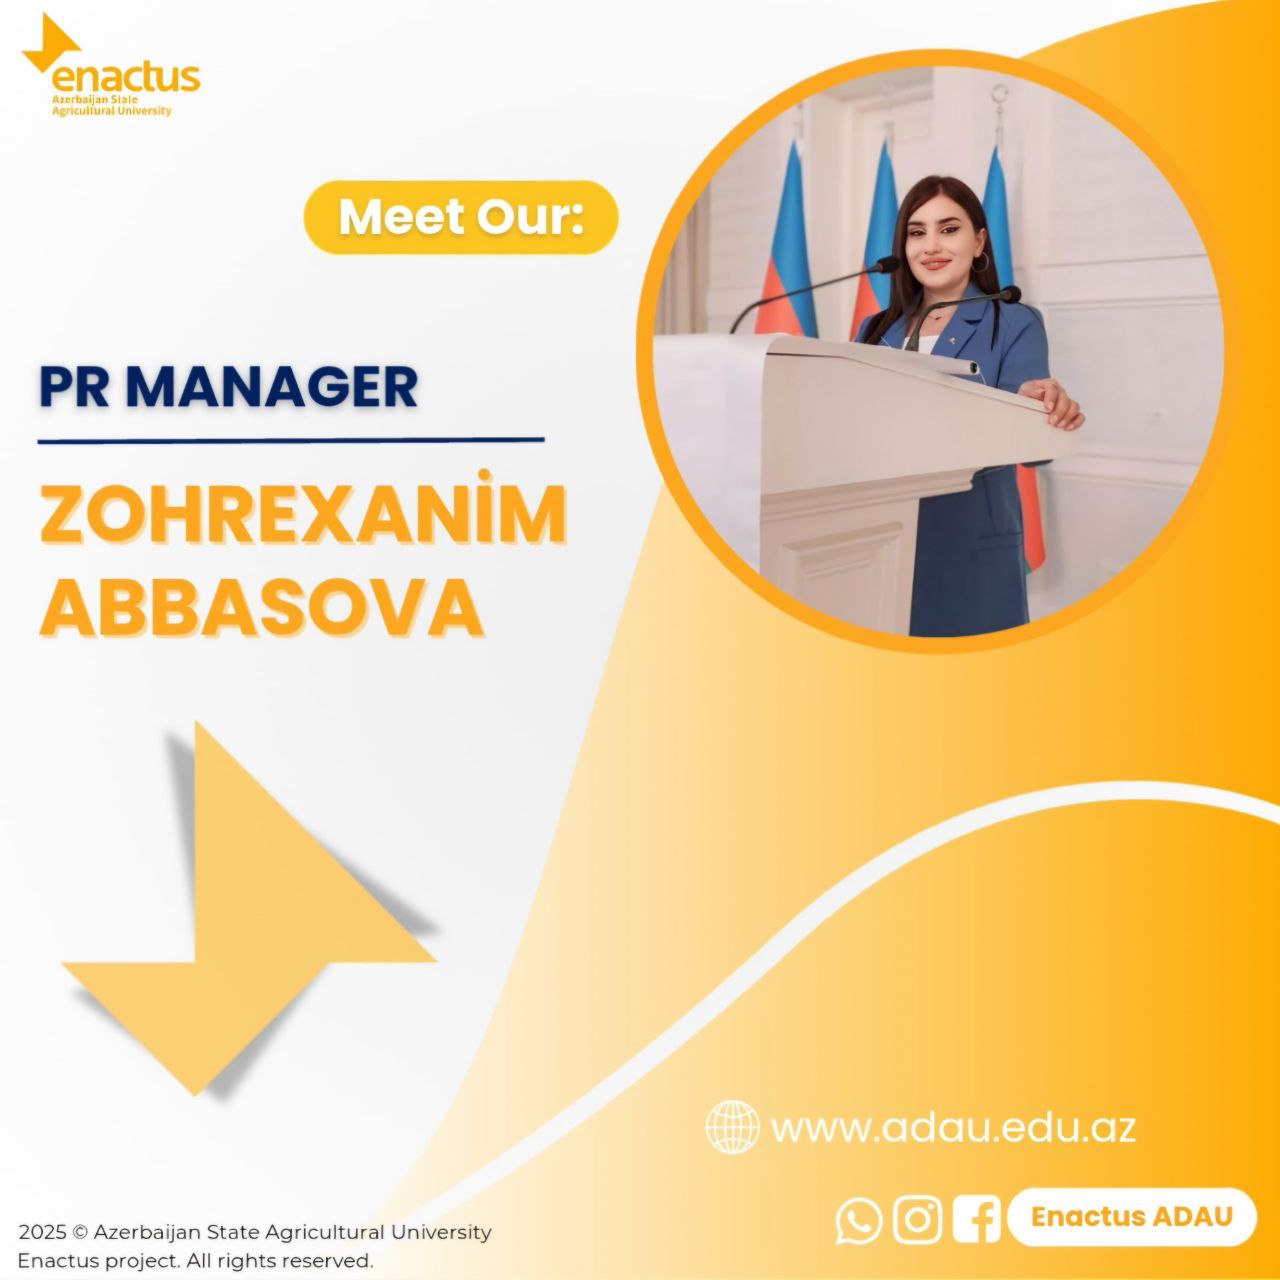 enactus
Azerbaijan State
Agricultural University
Meet Our:
PR MANAGER
ZOHREXANİM
ABBASOVA
www.adau.edu.az
Enactus ADAU
2025 © Azerbaijan State Agricultural University
Enactus project. All rights reserved.